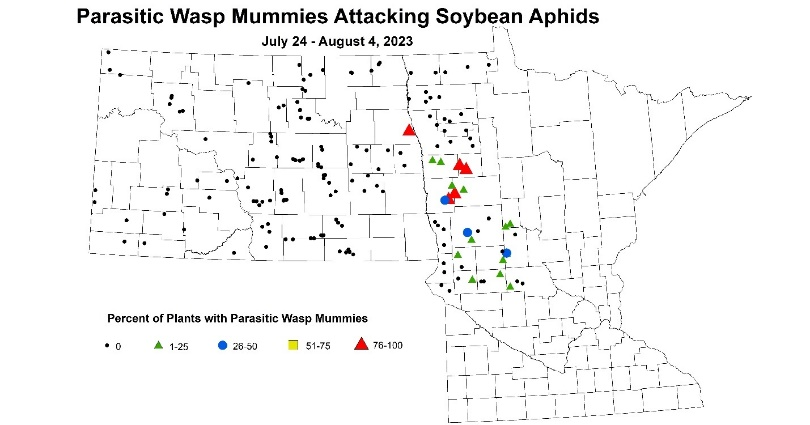 Parasitic Wasp Mummies Attacking Soybean Aphids
July 24 - August 4, 2023
Percent of Plants with Parasitic Wasp Mummies
0 1-25 26-50 51-75 76-100